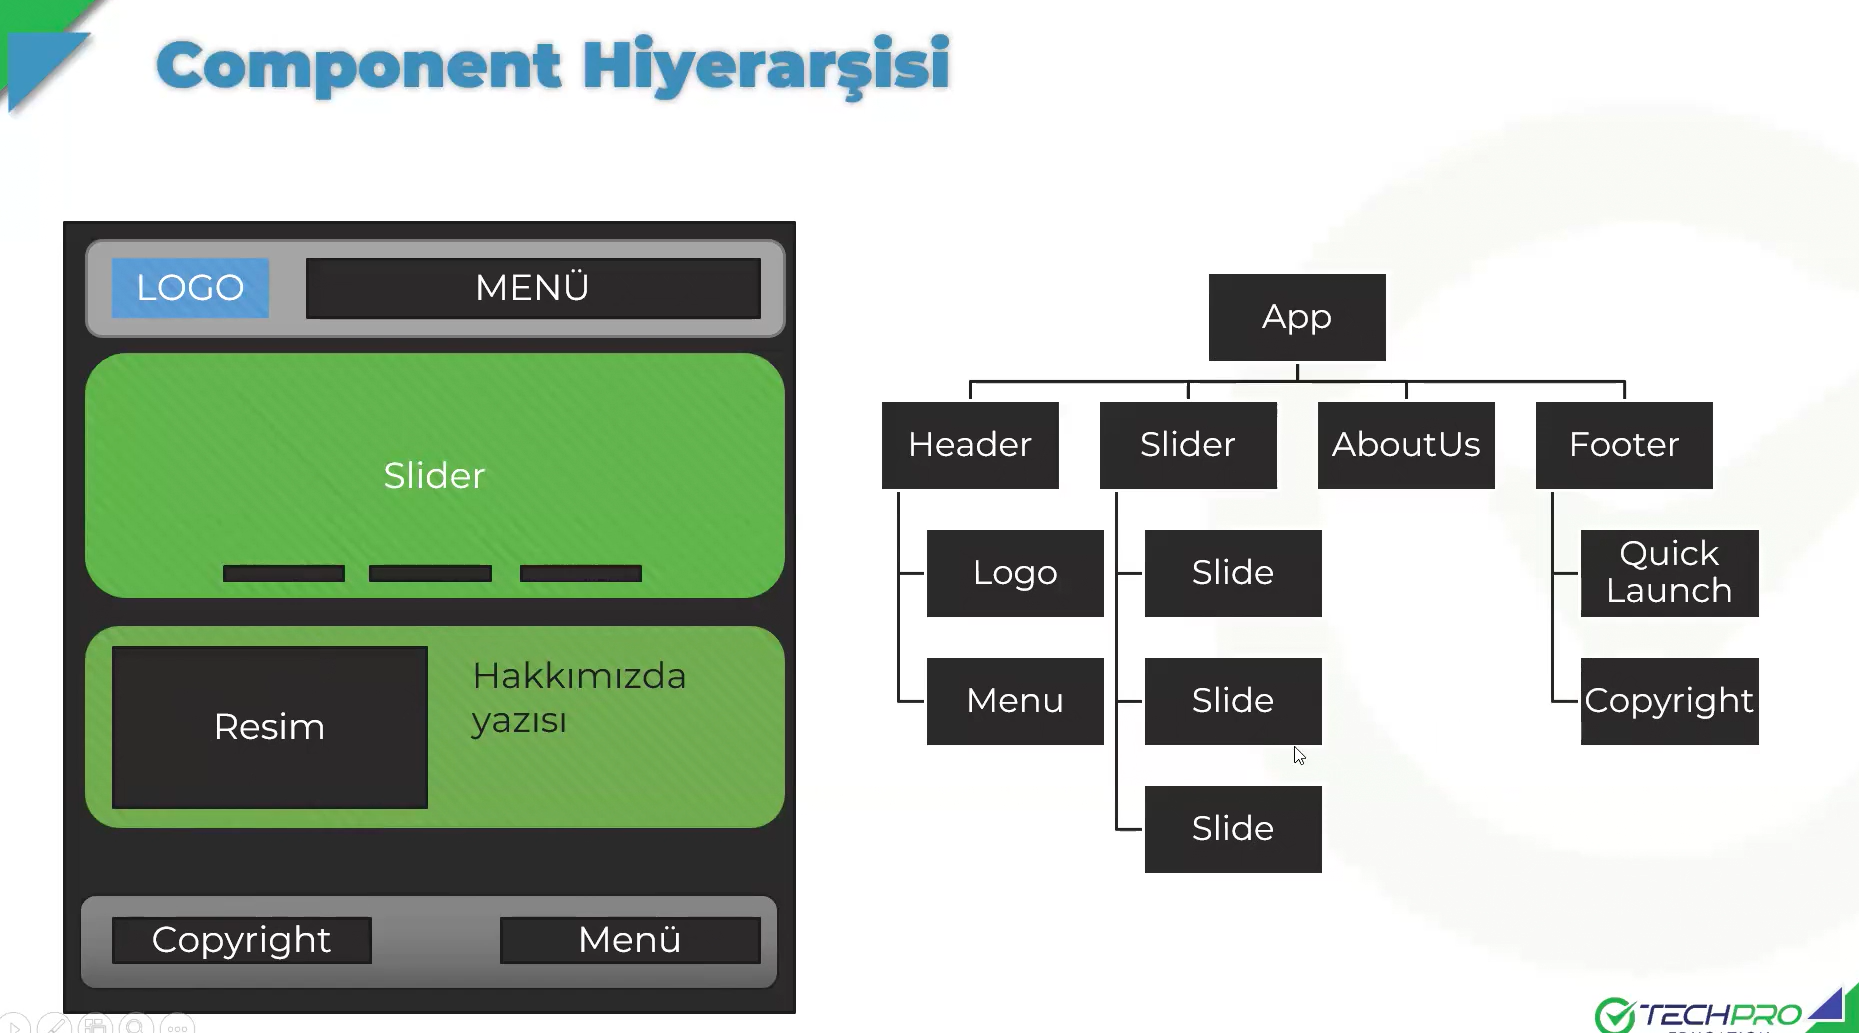 Component Hiyerarşisi
LOGO
MENÜ
Slider
Resim
Hakkımızda
yazısı
Copyright
Menü
App
Header
Slider
AboutUs
Footer
Logo
Slide
Quick
Launch
Menu
Slide
Copyright
Slide
TECHPRO